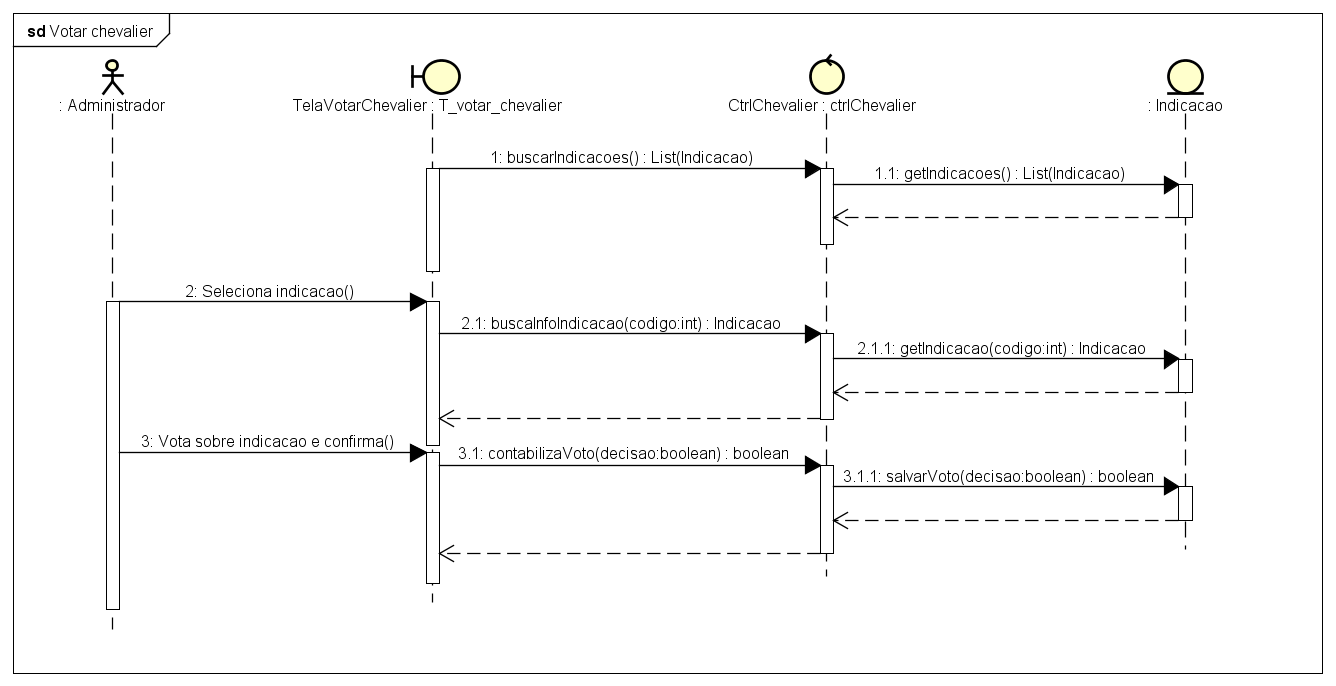 sd Votar chevalier
: Administrador
TelaVotarChevalier : T_votar_chevalier
CtrlChevalier : ctrlChevalier
: Indicacao
1: buscarIndicacoes() : List(Indicacao)
1.1: getIndicacoes() : List(Indicacao)
2: Seleciona indicacao()
2.1: buscaInfoIndicacao(codigo:int) : Indicacao
2.1.1: getIndicacao(codigo:int) : Indicacao
3: Vota sobre indicacao e confirma()
3.1: contabilizaVoto(decisao:boolean) : boolean
3.1.1: salvarVoto(decisao:boolean) : boolean